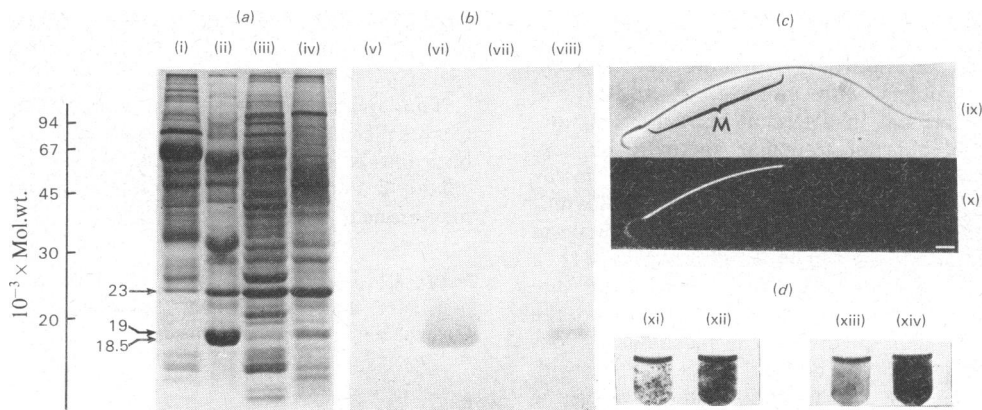 (a) (b) (c)
(i) (ii) (iii) (iv) (v) (vi) (vii) (viii)
94
67
45
30
20
10⁻³ × Mol.wt.
23
19
18.5
M
(ix)
(x)
(d)
(xi) (xii) (xiii) (xiv)